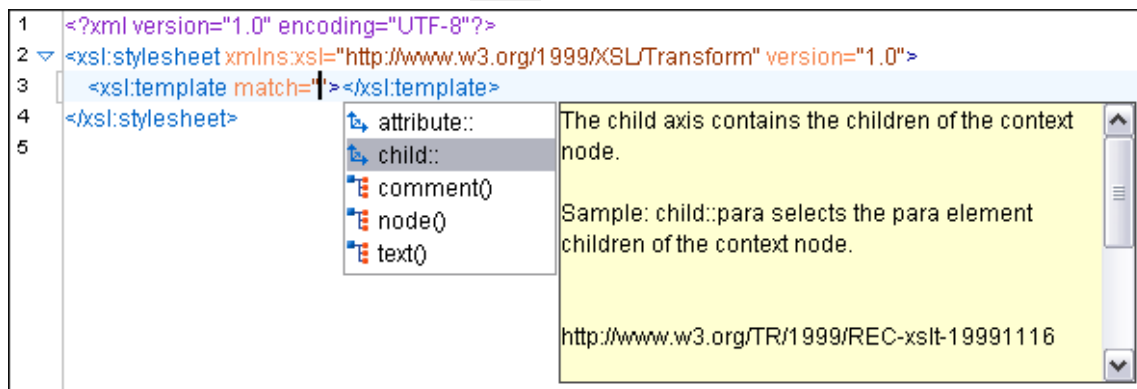 1 <?xml version="1.0" encoding="UTF-8"?>
2 <xsl:stylesheet xmlns:xsl="http://www.w3.org/1999/XSL/Transform" version="1.0">
3 <xsl:template match=""></xsl:template>
4 </xsl:stylesheet>
5
attribute::
child::
comment()
node()
text()
The child axis contains the children of the context
node.
Sample: child::para selects the para element
children of the context node.
http://www.w3.org/TR/1999/REC-xslt-19991116